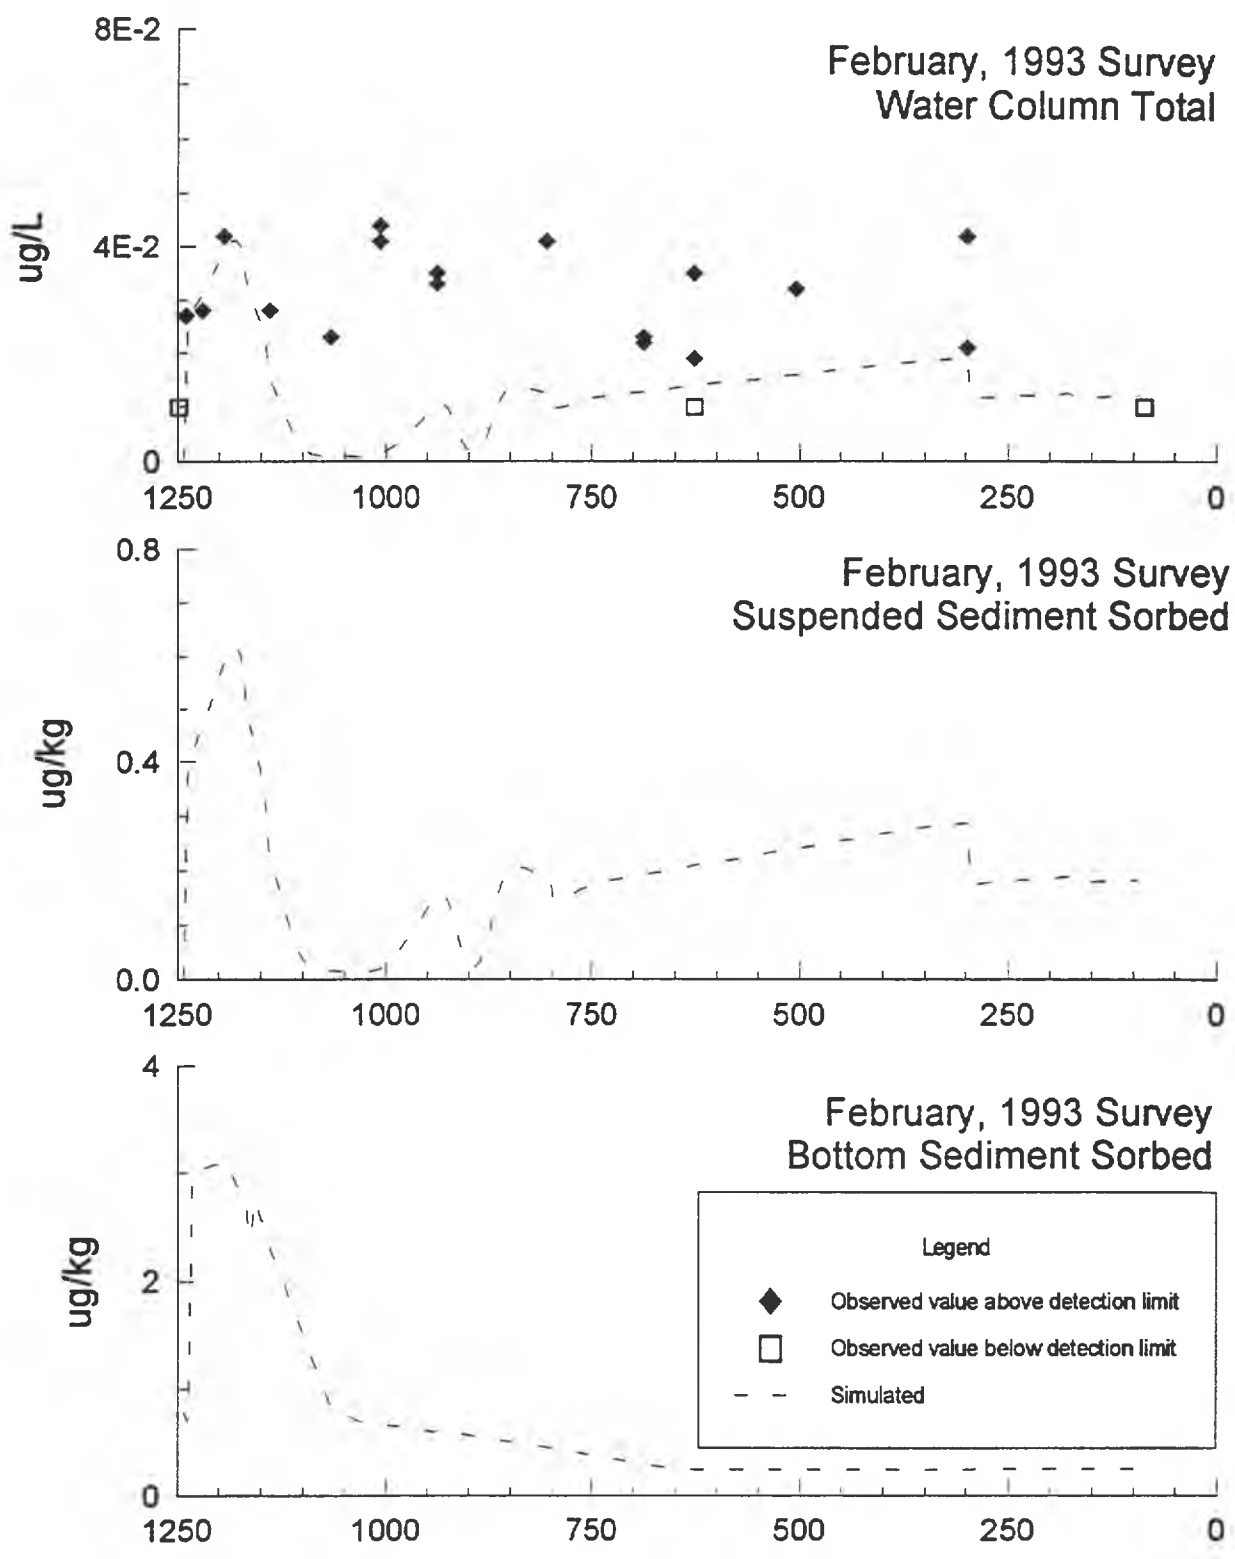 8E-2
February, 1993 Survey
Water Column Total
ug/L
4E-2
0
1250 1000 750 500 250 0
0.8
February, 1993 Survey
Suspended Sediment Sorbed
ug/kg
0.4
0.0
1250 1000 750 500 250 0
4
February, 1993 Survey
Bottom Sediment Sorbed
ug/kg
2
Legend
Observed value above detection limit
Observed value below detection limit
Simulated
0
1250 1000 750 500 250 0